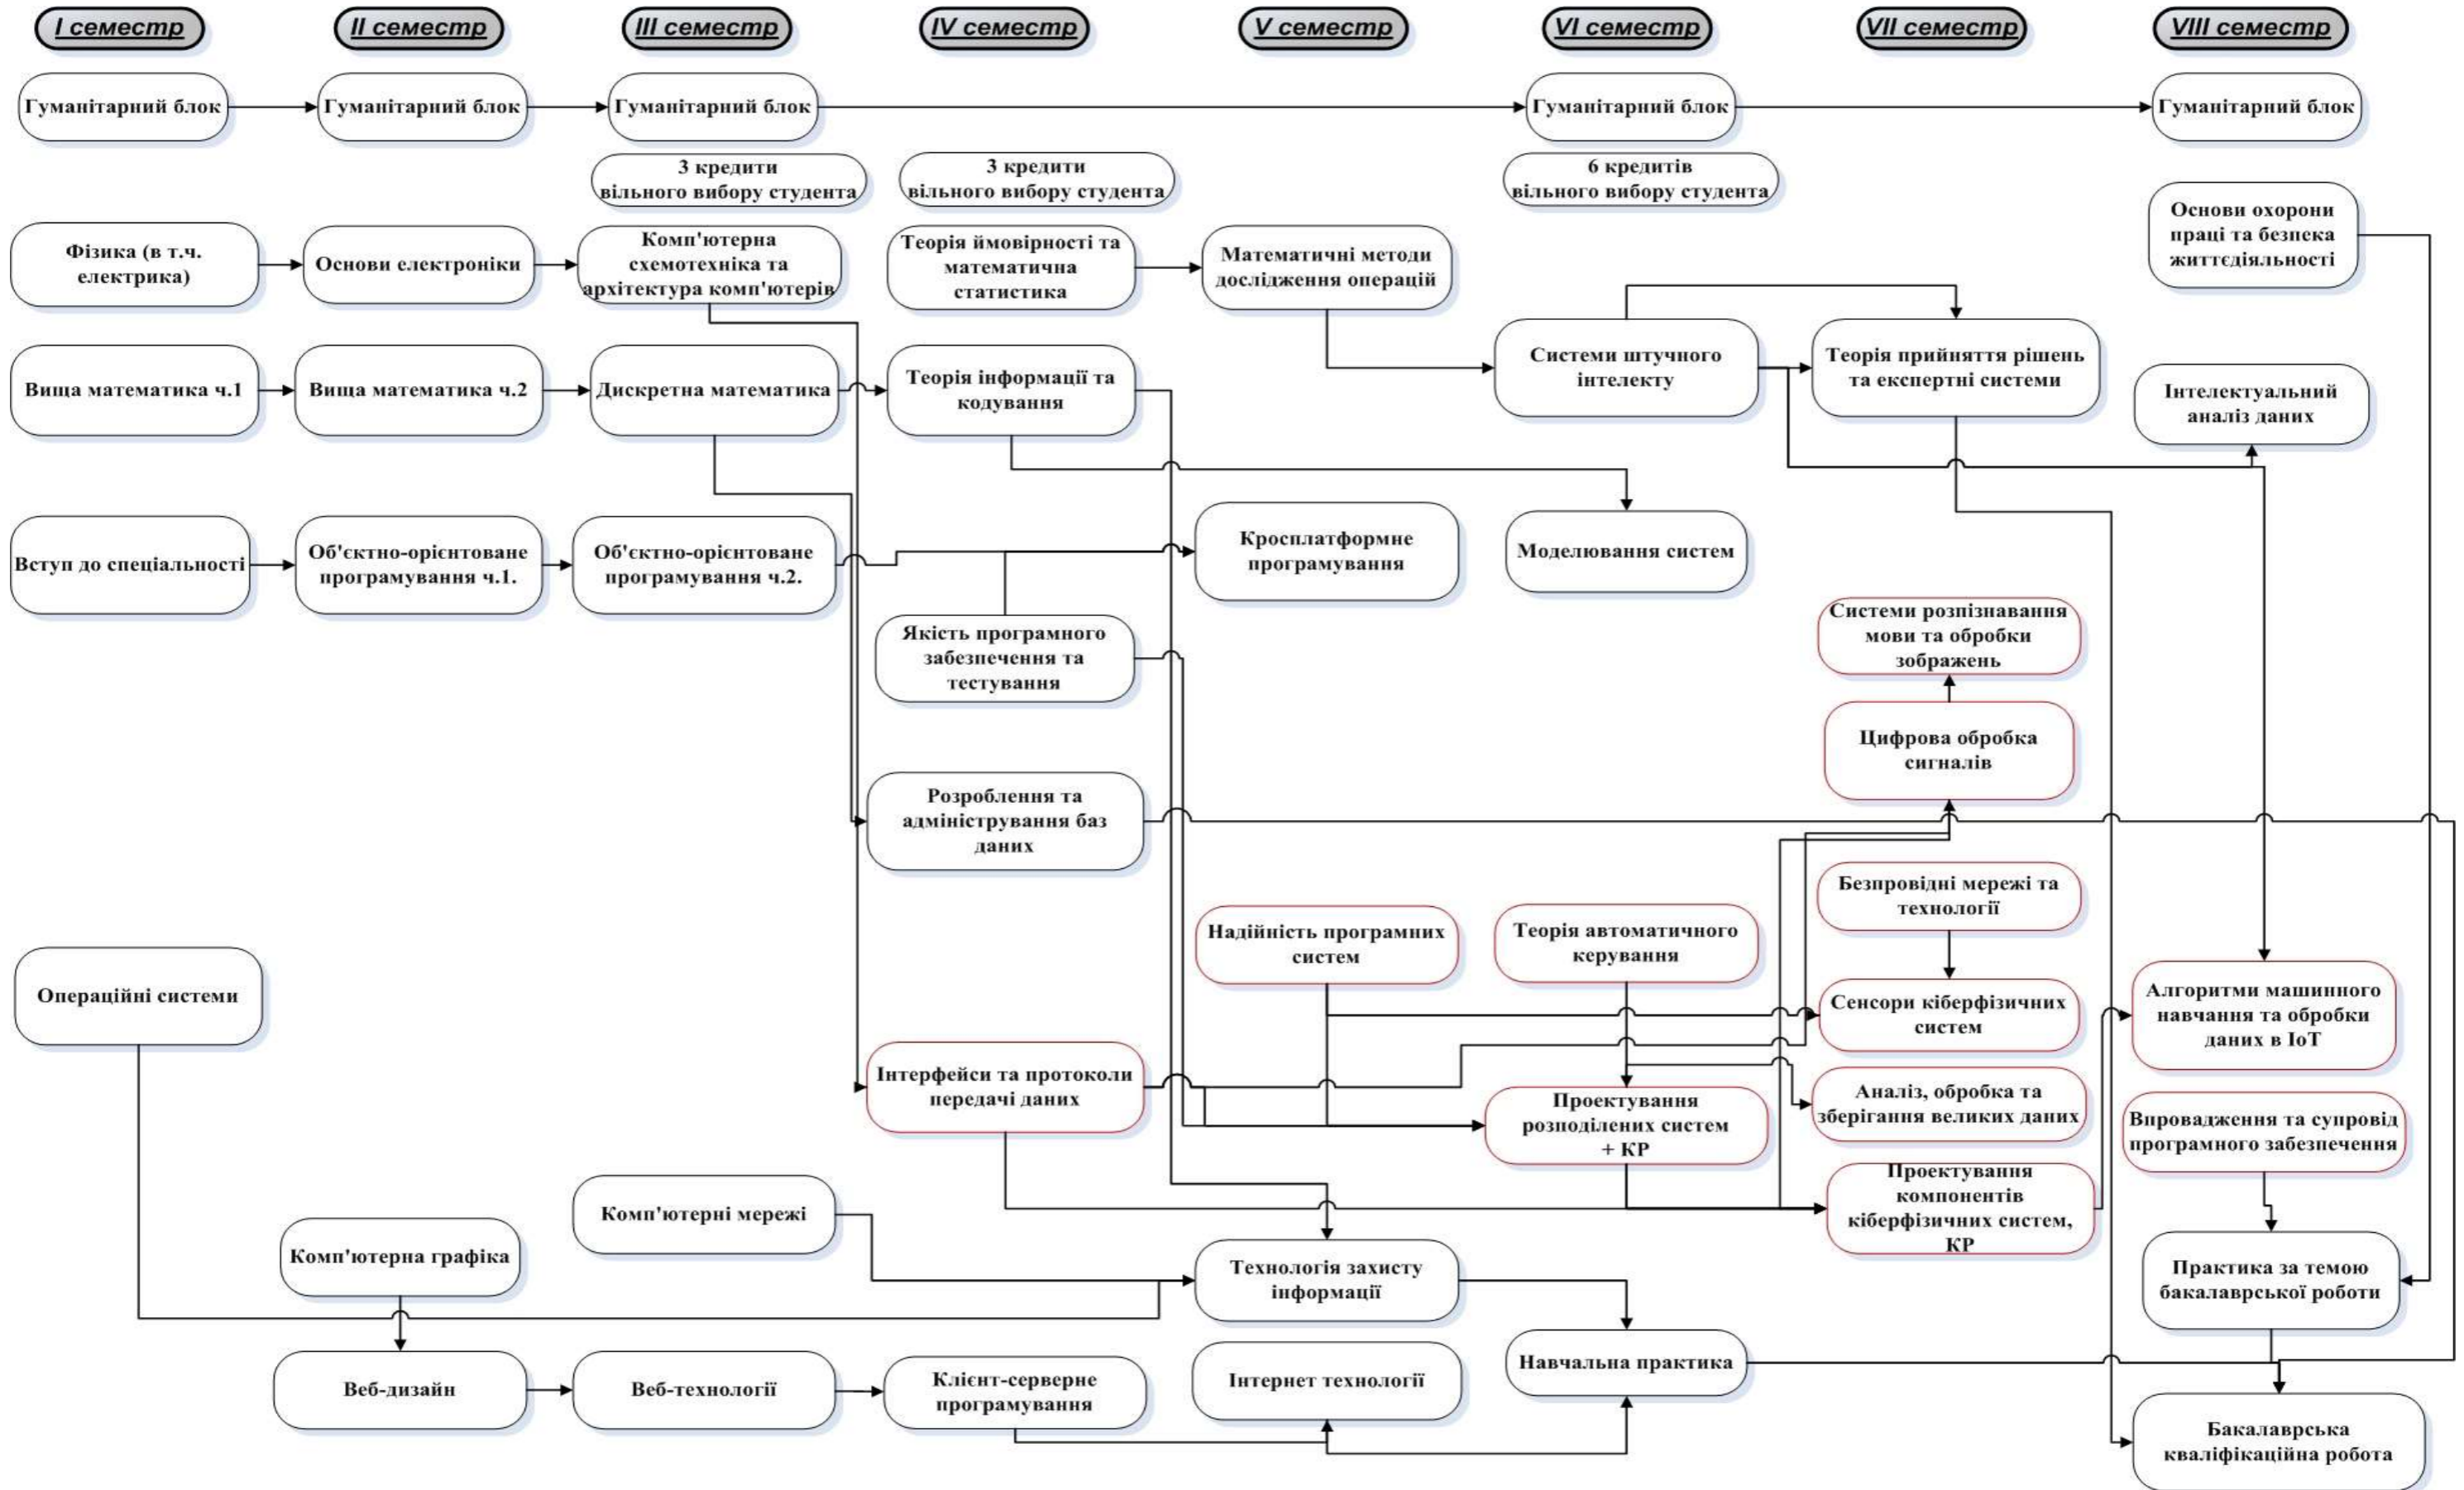 I семестр
II семестр
III семестр
IV семестр
V семестр
VI семестр
VII семестр
VIII семестр
Гуманітарний блок
Гуманітарний блок
Гуманітарний блок
Гуманітарний блок
Гуманітарний блок
3 кредити
вільного вибору студента
3 кредити
вільного вибору студента
6 кредитів
вільного вибору студента
Основи охорони
праці та безпека
життєдіяльності
Фізика (в т.ч.
електрика)
Основи електроніки
Комп'ютерна
схемотехніка та
архітектура комп'ютерів
Теорія ймовірності та
математична
статистика
Математичні методи
дослідження операцій
Вища математика ч.1
Вища математика ч.2
Дискретна математика
Теорія інформації та
кодування
Системи штучного
інтелекту
Теорія прийняття рішень
та експертні системи
Інтелектуальний
аналіз даних
Вступ до спеціальності
Об'єктно-орієнтоване
програмування ч.1.
Об'єктно-орієнтоване
програмування ч.2.
Кросплатформне
програмування
Моделювання систем
Якість програмного
забезпечення та
тестування
Системи розпізнавання
мови та обробки
зображень
Цифрова обробка
сигналів
Розроблення та
адміністрування баз
даних
Безпровідні мережі та
технології
Надійність програмних
систем
Теорія автоматичного
керування
Операційні системи
Сенсори кіберфізичних
систем
Алгоритми машинного
навчання та обробки
даних в ІоТ
Інтерфейси та протоколи
передачі даних
Проектування
розподілених систем
+ КР
Аналіз, обробка та
зберігання великих даних
Впровадження та супровід
програмного забезпечення
Комп'ютерні мережі
Проектування
компонентів
кіберфізичних систем,
КР
Комп'ютерна графіка
Технологія захисту
інформації
Практика за темою
бакалаврської роботи
Веб-дизайн
Веб-технології
Клієнт-серверне
програмування
Інтернет технології
Навчальна практика
Бакалаврська
кваліфікаційна робота